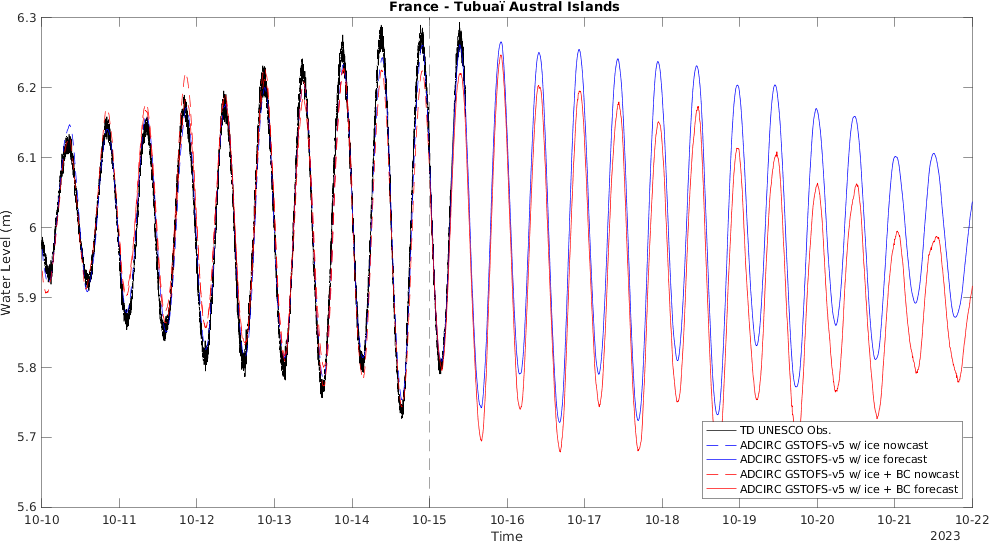 France - Tubuaï Austral Islands
6.3
6.2
6.1
6
5.9
5.8
5.7
5.6
Water Level (m)
TD UNESCO Obs.
ADCIRC GSTOFS-v5 w/ ice nowcast
ADCIRC GSTOFS-v5 w/ ice forecast
ADCIRC GSTOFS-v5 w/ ice + BC nowcast
ADCIRC GSTOFS-v5 w/ ice + BC forecast
10-10 10-11 10-12 10-13 10-14 10-15 10-16 10-17 10-18 10-19 10-20 10-21 10-22
Time
2023